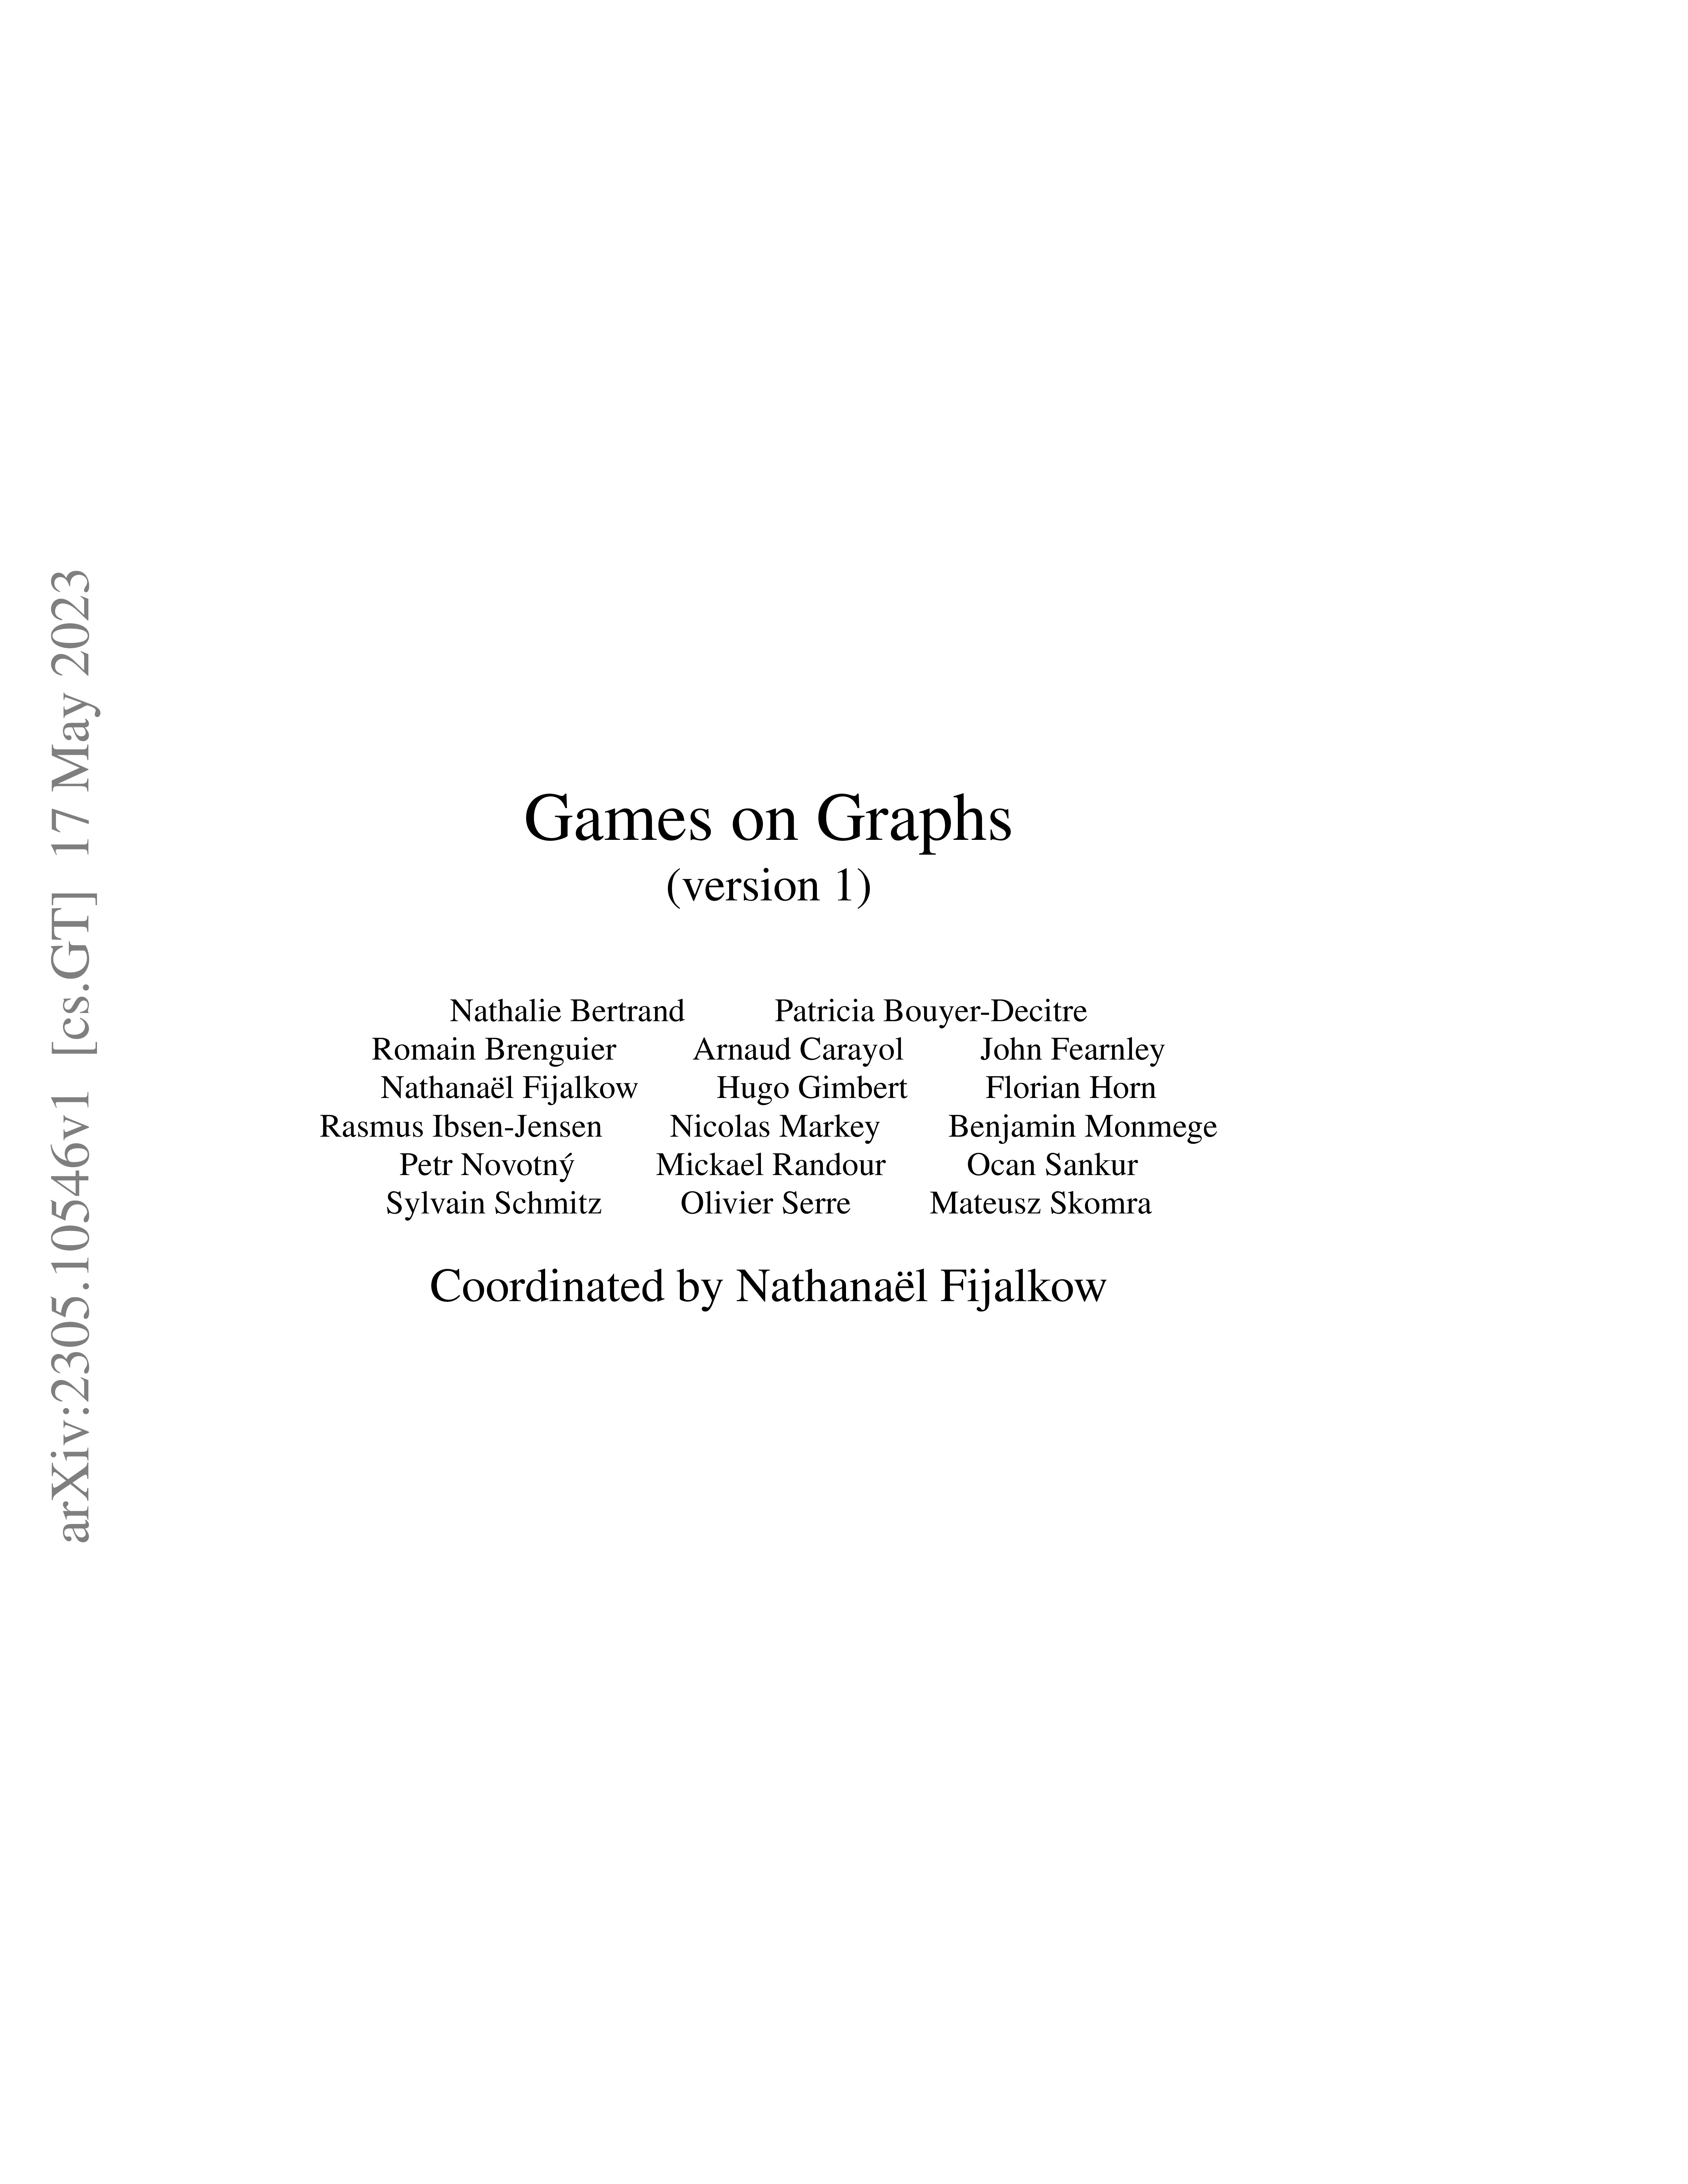 arXiv:2305.10546v1 [cs.GT] 17 May 2023
Games on Graphs
(version 1)
Nathalie Bertrand Patricia Bouyer-Decitre
Romain Brenguier Arnaud Carayol John Fearnley
Nathanaël Fijalkow Hugo Gimbert Florian Horn
Rasmus Ibsen-Jensen Nicolas Markey Benjamin Monmege
Petr Novotný Mickael Randour Ocan Sankur
Sylvain Schmitz Olivier Serre Mateusz Skomra
Coordinated by Nathanaël Fijalkow